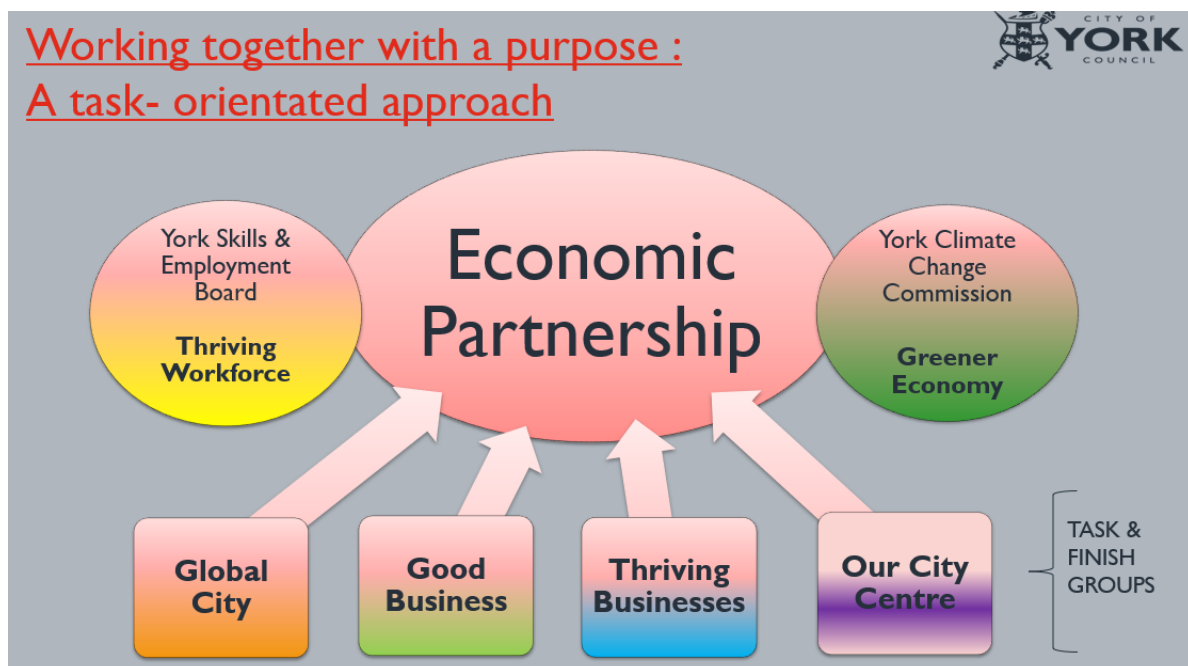 Working together with a purpose :
A task- orientated approach
CITY OF
YORK
COUNCIL
York Skills &
Employment
Board
Thriving
Workforce
Economic
Partnership
York Climate
Change
Commission
Greener
Economy
Global
City
Good
Business
Thriving
Businesses
Our City
Centre
TASK &
FINISH
GROUPS